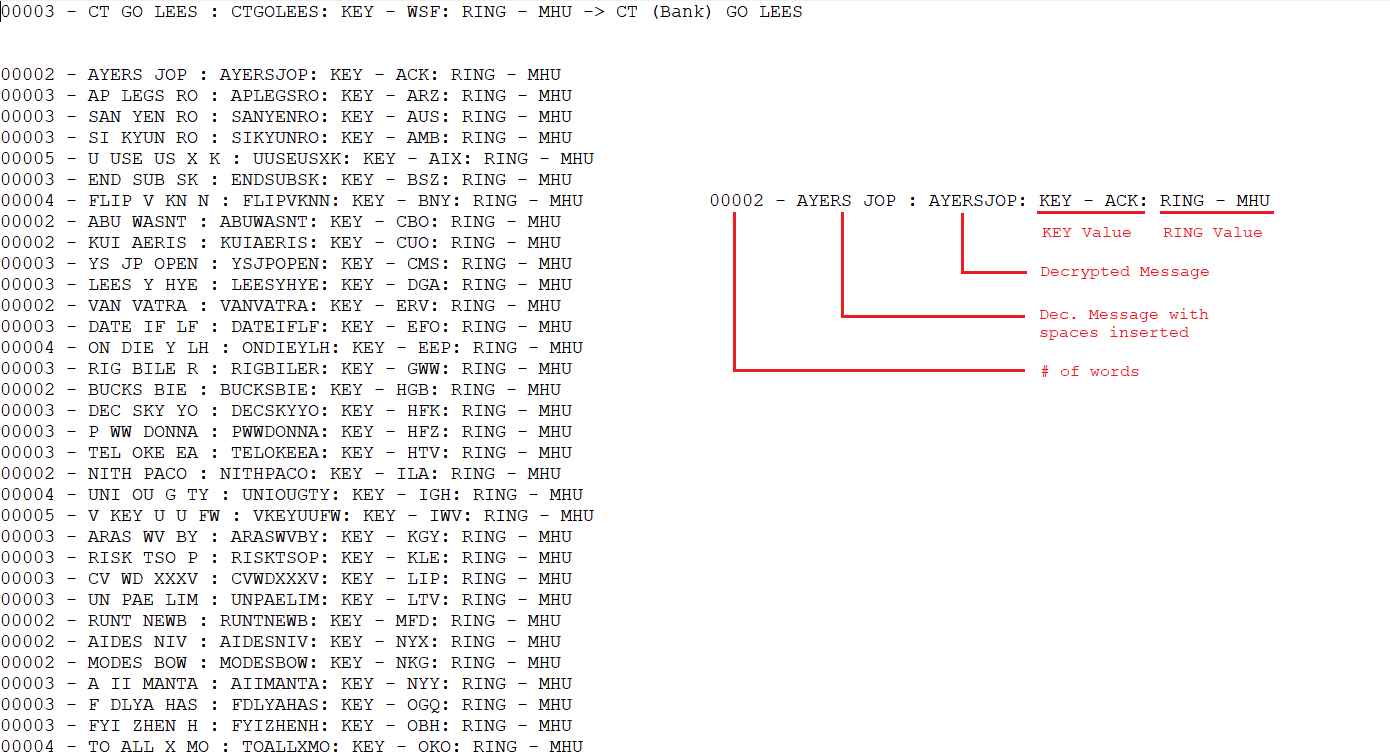 00003 - CT GO LEES : CTGOLEES: KEY - WSF: RING - MHU -> CT (Bank) GO LEES
00002 - AYERS JOP : AYERSJOP: KEY - ACK: RING - MHU
00003 - AP LEGS RO : APLEGSRO: KEY - ARZ: RING - MHU
00003 - SAN YEN RO : SANYENRO: KEY - AUS: RING - MHU
00003 - SI KYUN RO : SIKYUNRO: KEY - AMB: RING - MHU
00005 - U USE US X K : UUSEUSXK: KEY - AIX: RING - MHU
00003 - END SUB SK : ENDSUBSK: KEY - BSZ: RING - MHU
00004 - FLIP V KN N : FLIPVKNN: KEY - BNY: RING - MHU
00002 - ABU WASNT : ABUWASNT: KEY - CBO: RING - MHU
00002 - KUI AERIS : KUIAERIS: KEY - CUO: RING - MHU
00003 - YS JP OPEN : YSJPOPEN: KEY - CMS: RING - MHU
00003 - LEES Y HYE : LEESYHYE: KEY - DGA: RING - MHU
00002 - VAN VATRA : VANVATRA: KEY - ERV: RING - MHU
00003 - DATE IF LF : DATEIFLF: KEY - EFO: RING - MHU
00004 - ON DIE Y LH : ONDIEYLH: KEY - EEP: RING - MHU
00003 - RIG BILE R : RIGBILER: KEY - GWW: RING - MHU
00002 - BUCKS BIE : BUCKSBIE: KEY - HGB: RING - MHU
00003 - DEC SKY YO : DECSKYYO: KEY - HFK: RING - MHU
00003 - P WW DONNA : PWWDONNA: KEY - HFZ: RING - MHU
00003 - TEL OKE EA : TELOKEEA: KEY - HTV: RING - MHU
00002 - NITH PACO : NITHPACO: KEY - ILA: RING - MHU
00004 - UNI OU G TY : UNIOUGTY: KEY - IGH: RING - MHU
00005 - V KEY U U FW : VKEYUUFW: KEY - IWV: RING - MHU
00003 - ARAS WV BY : ARASWVBY: KEY - KGY: RING - MHU
00003 - RISK TSO P : RISKTSOP: KEY - KLE: RING - MHU
00003 - CV WD XXXV : CVWDXXXV: KEY - LIP: RING - MHU
00003 - UN PAE LIM : UNPAELIM: KEY - LTV: RING - MHU
00002 - RUNT NEWB : RUNTNEWB: KEY - MFD: RING - MHU
00002 - AIDES NIV : AIDESNIV: KEY - NYX: RING - MHU
00002 - MODES BOW : MODESBOW: KEY - NKG: RING - MHU
00003 - A II MANTA : AIIMANTA: KEY - NYY: RING - MHU
00003 - F DLYA HAS : FDLYAHAS: KEY - OGQ: RING - MHU
00003 - FYI ZHEN H : FYIZHENH: KEY - OBH: RING - MHU
00004 - TO ALL X MO : TOALLXMO: KEY - OKO: RING - MHU
00002 - AYERS JOP : AYERSJOP: KEY - ACK: RING - MHU
KEY Value
RING Value
Decrypted Message
Dec. Message with
spaces inserted
# of words